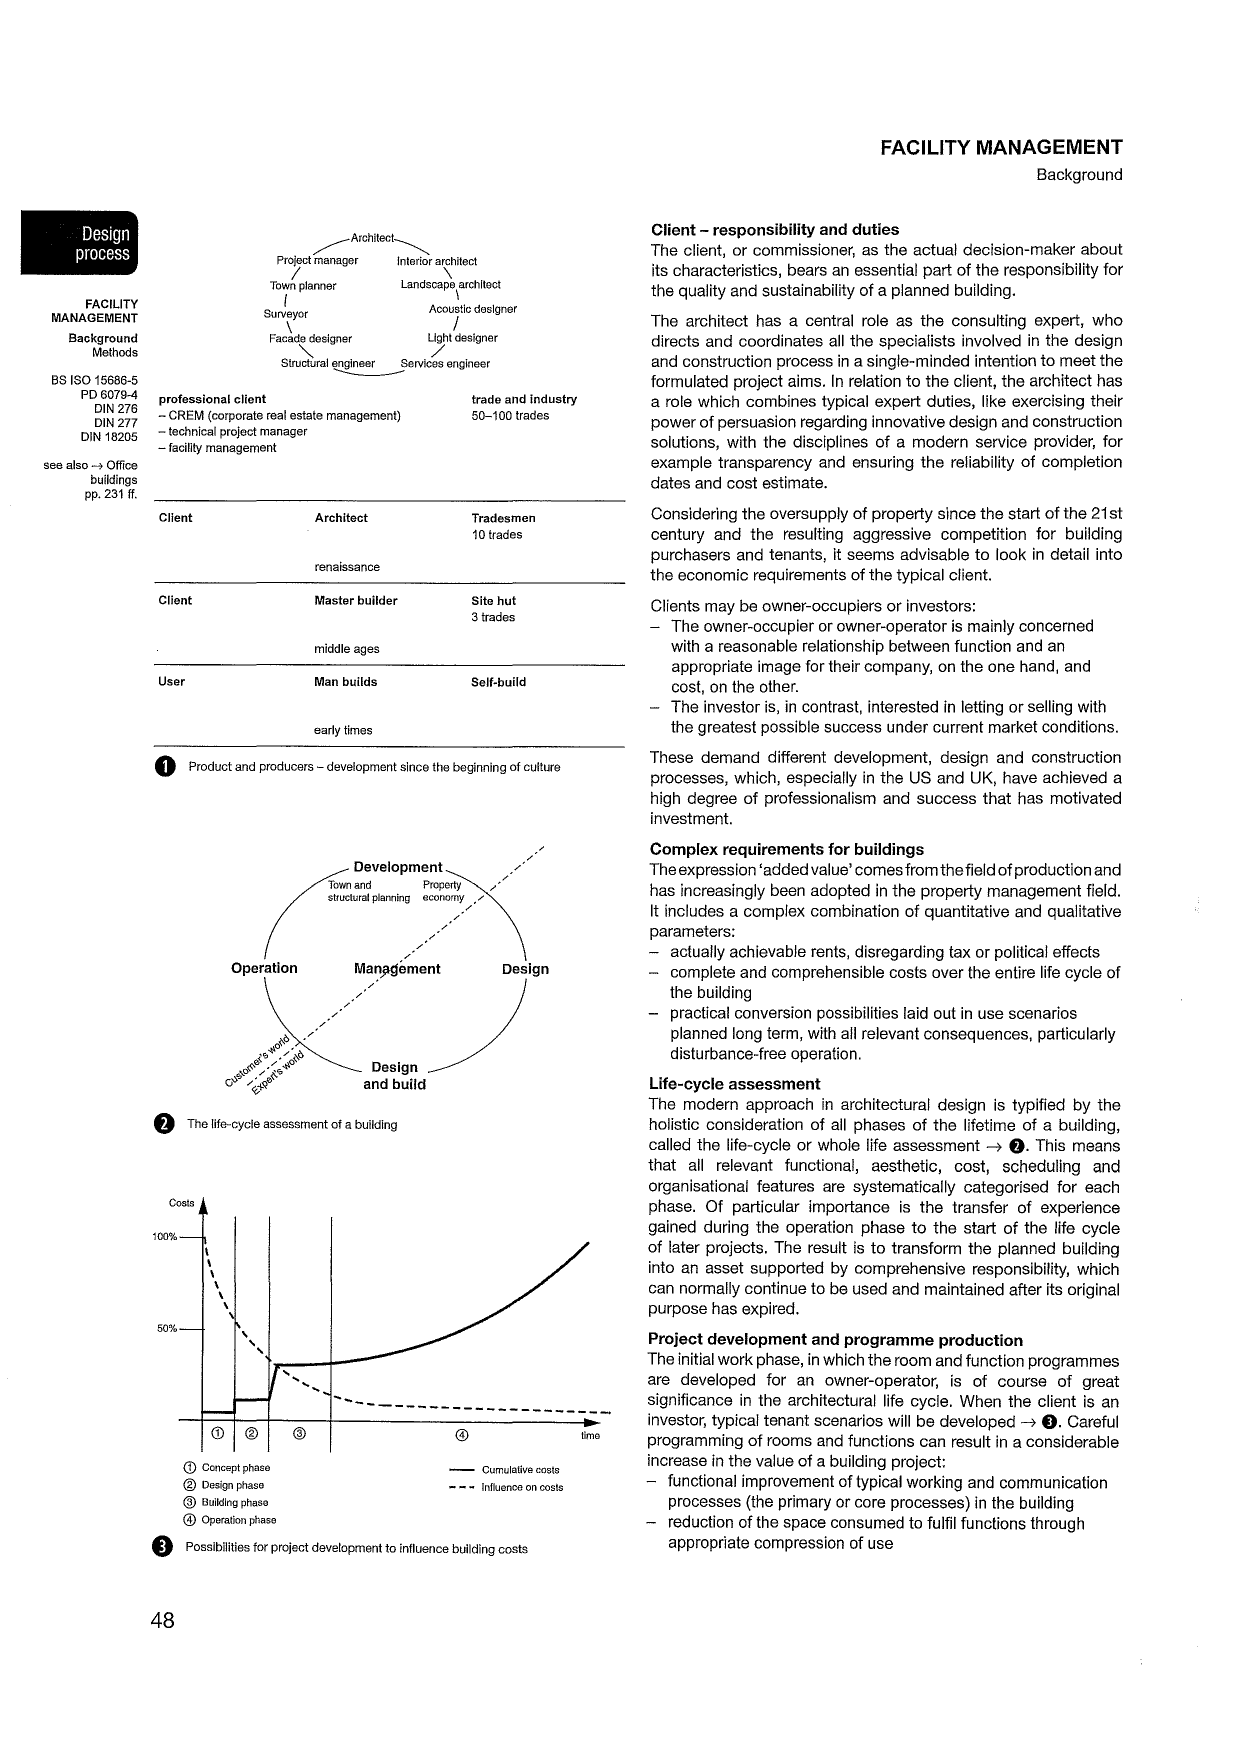 FACILITY MANAGEMENT
Background
Design
process
FACILITY
MANAGEMENT
Background
Methods
BS ISO 15686-5
PD 6079-4
DIN 276
DIN 277
DIN 18205
see also → Office
buildings
pp. 231 ff.
Architect
Project manager Interior architect
Town planner Landscape architect
Surveyor Acoustic designer
Facade designer Light designer
Structural engineer Services engineer
professional client trade and industry
– CREM (corporate real estate management) 50–100 trades
– technical project manager
– facility management
Client Architect Tradesmen
10 trades
renaissance
Client Master builder Site hut
3 trades
middle ages
User Man builds Self-build
early times
❶ Product and producers – development since the beginning of culture
Development
Town and Property
structural planning economy
Operation Management Design
Customer's world
Expert's world
Design
and build
❷ The life-cycle assessment of a building
Costs
100%
50%
① ② ③ ④ time
① Concept phase Cumulative costs
② Design phase Influence on costs
③ Building phase
④ Operation phase
❸ Possibilities for project development to influence building costs
Client – responsibility and duties
The client, or commissioner, as the actual decision-maker about
its characteristics, bears an essential part of the responsibility for
the quality and sustainability of a planned building.
The architect has a central role as the consulting expert, who
directs and coordinates all the specialists involved in the design
and construction process in a single-minded intention to meet the
formulated project aims. In relation to the client, the architect has
a role which combines typical expert duties, like exercising their
power of persuasion regarding innovative design and construction
solutions, with the disciplines of a modern service provider, for
example transparency and ensuring the reliability of completion
dates and cost estimate.
Considering the oversupply of property since the start of the 21st
century and the resulting aggressive competition for building
purchasers and tenants, it seems advisable to look in detail into
the economic requirements of the typical client.
Clients may be owner-occupiers or investors:
– The owner-occupier or owner-operator is mainly concerned
with a reasonable relationship between function and an
appropriate image for their company, on the one hand, and
cost, on the other.
– The investor is, in contrast, interested in letting or selling with
the greatest possible success under current market conditions.
These demand different development, design and construction
processes, which, especially in the US and UK, have achieved a
high degree of professionalism and success that has motivated
investment.
Complex requirements for buildings
The expression 'added value' comes from the field of production and
has increasingly been adopted in the property management field.
It includes a complex combination of quantitative and qualitative
parameters:
– actually achievable rents, disregarding tax or political effects
– complete and comprehensible costs over the entire life cycle of
the building
– practical conversion possibilities laid out in use scenarios
planned long term, with all relevant consequences, particularly
disturbance-free operation.
Life-cycle assessment
The modern approach in architectural design is typified by the
holistic consideration of all phases of the lifetime of a building,
called the life-cycle or whole life assessment → ❷. This means
that all relevant functional, aesthetic, cost, scheduling and
organisational features are systematically categorised for each
phase. Of particular importance is the transfer of experience
gained during the operation phase to the start of the life cycle
of later projects. The result is to transform the planned building
into an asset supported by comprehensive responsibility, which
can normally continue to be used and maintained after its original
purpose has expired.
Project development and programme production
The initial work phase, in which the room and function programmes
are developed for an owner-operator, is of course of great
significance in the architectural life cycle. When the client is an
investor, typical tenant scenarios will be developed → ❸. Careful
programming of rooms and functions can result in a considerable
increase in the value of a building project:
– functional improvement of typical working and communication
processes (the primary or core processes) in the building
– reduction of the space consumed to fulfil functions through
appropriate compression of use
48